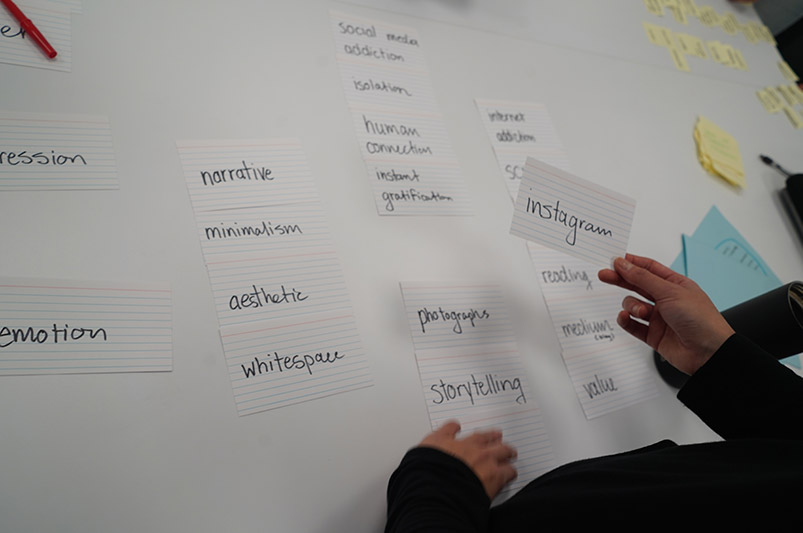 er
ression
emotion
narrative
minimalism
aesthetic
whitespace
social media
addiction
isolation
human
connection
instant
gratification
photographs
storytelling
internet
addiction
sc
instagram
reading
medium
value